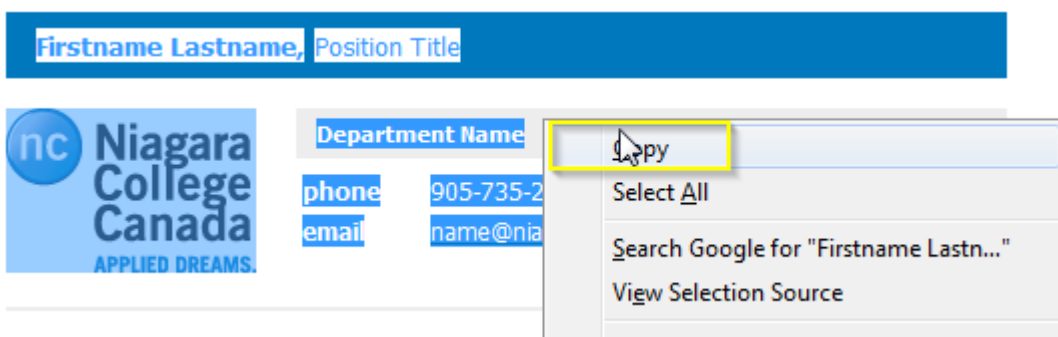 Firstname Lastname, Position Title
nc
Niagara
College
Canada
APPLIED DREAMS.
Department Name
phone 905-735-2
email name@nia
Copy
Select All
Search Google for "Firstname Lastn..."
View Selection Source